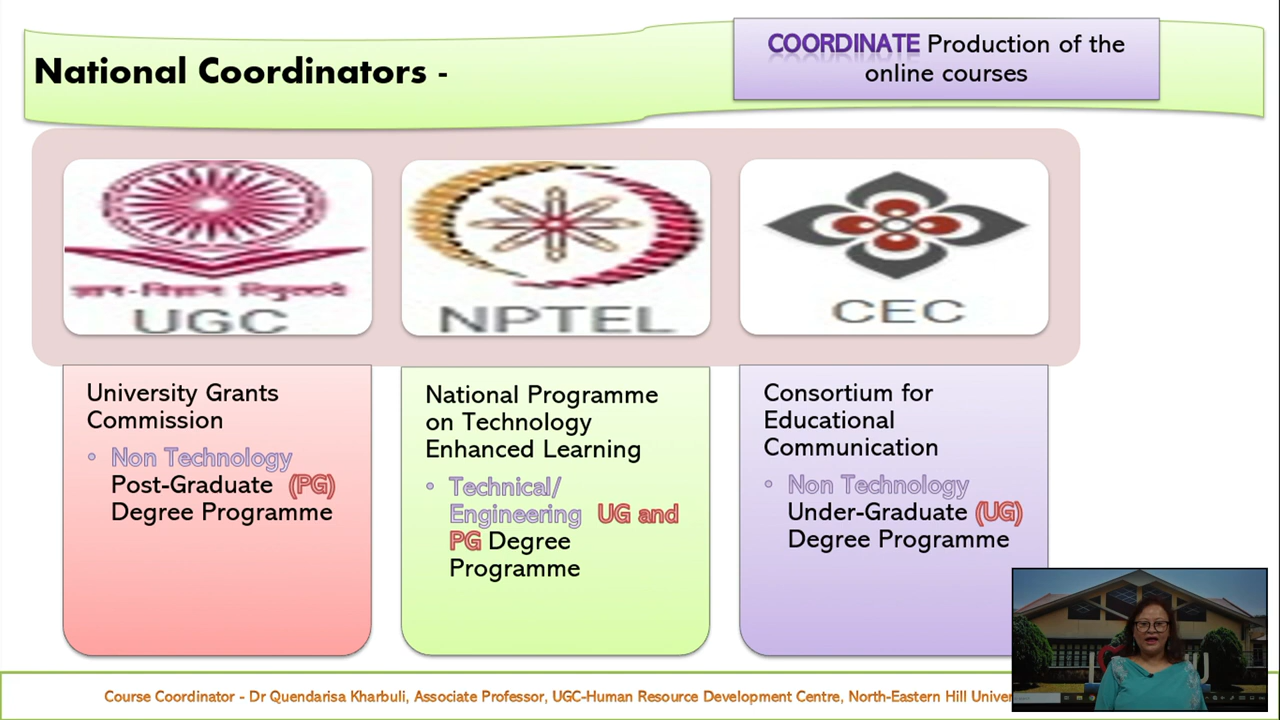 National Coordinators -
COORDINATE Production of the
online courses
UGC
NPTEL
CEC
University Grants
Commission
• Non Technology
Post-Graduate (PG)
Degree Programme
National Programme
on Technology
Enhanced Learning
• Technical/
Engineering UG and
PG Degree
Programme
Consortium for
Educational
Communication
• Non Technology
Under-Graduate (UG)
Degree Programme
Course Coordinator - Dr Quendarisa Kharbuli, Associate Professor, UGC-Human Resource Development Centre, North-Eastern Hill